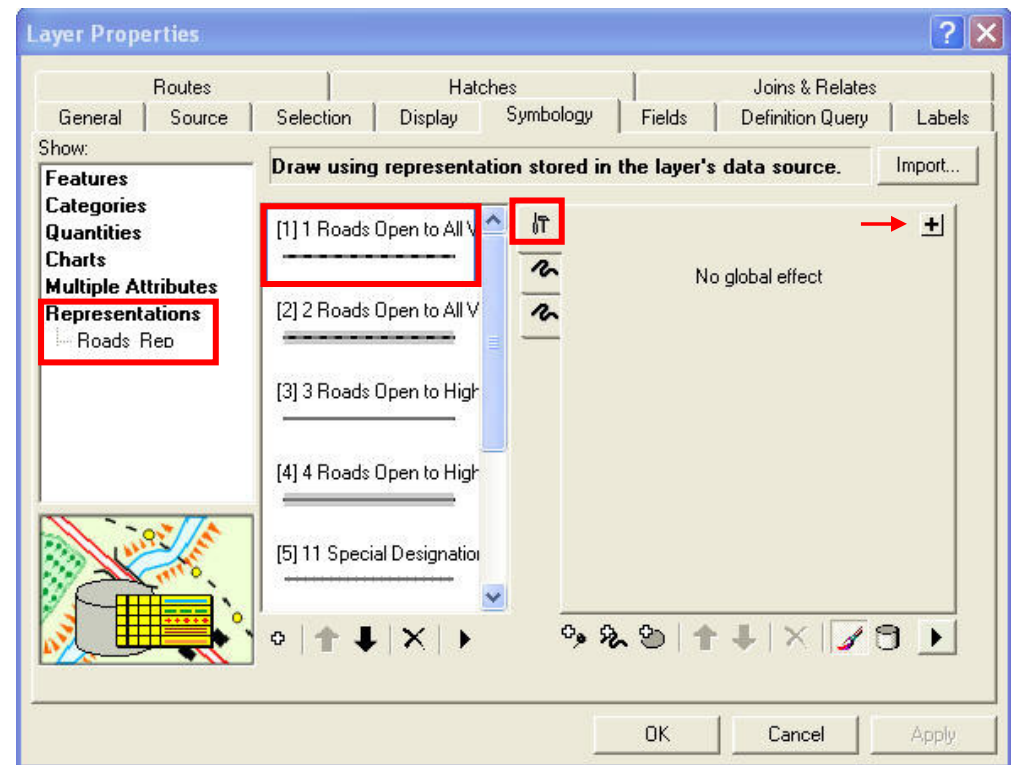 Layer Properties
Routes
Hatches
Joins & Relates
General
Source
Selection
Display
Symbology
Fields
Definition Query
Labels
Show:
Features
Categories
Quantities
Charts
Multiple Attributes
Representations
Roads_Rep
Draw using representation stored in the layer's data source.
Import...
[1] 1 Roads Open to All V
[2] 2 Roads Open to All V
[3] 3 Roads Open to High
[4] 4 Roads Open to High
[5] 11 Special Designation
No global effect
OK
Cancel
Apply